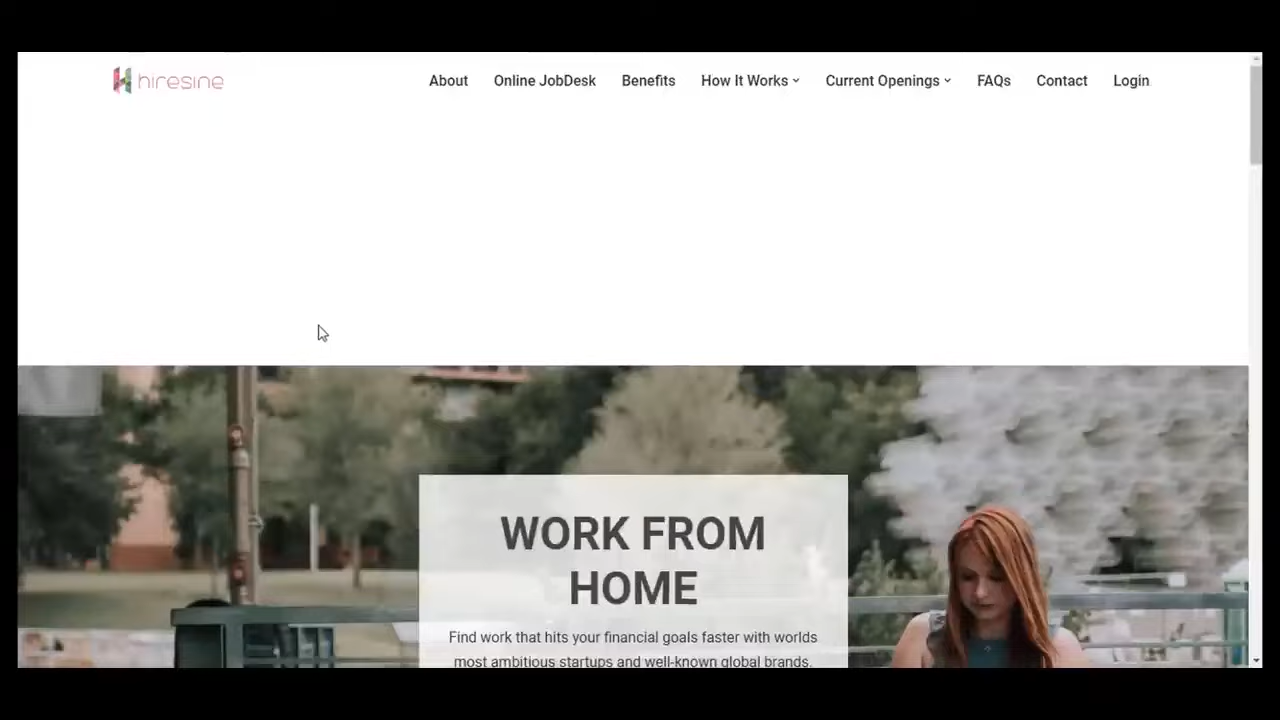 hiresine
About Online JobDesk Benefits How It Works Current Openings FAQs Contact Login
WORK FROM
HOME
Find work that hits your financial goals faster with worlds
most ambitious startups and well-known global brands.